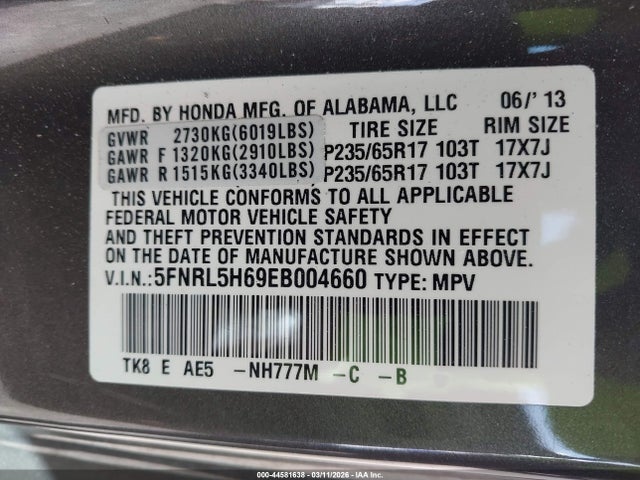 MFD. BY HONDA MFG. OF ALABAMA, LLC 06/'13
GVWR 2730KG(6019LBS) TIRE SIZE RIM SIZE
GAWR F 1320KG(2910LBS) P235/65R17 103T 17X7J
GAWR R 1515KG(3340LBS) P235/65R17 103T 17X7J
THIS VEHICLE CONFORMS TO ALL APPLICABLE
FEDERAL MOTOR VEHICLE SAFETY
AND THEFT PREVENTION STANDARDS IN EFFECT
ON THE DATE OF MANUFACTURE SHOWN ABOVE.
V.I.N.:5FNRL5H69EB004660 TYPE: MPV
TK8 E AE5 -NH777M -C -B
000-44581638 - 03/11/2026 - IAAI, Inc.